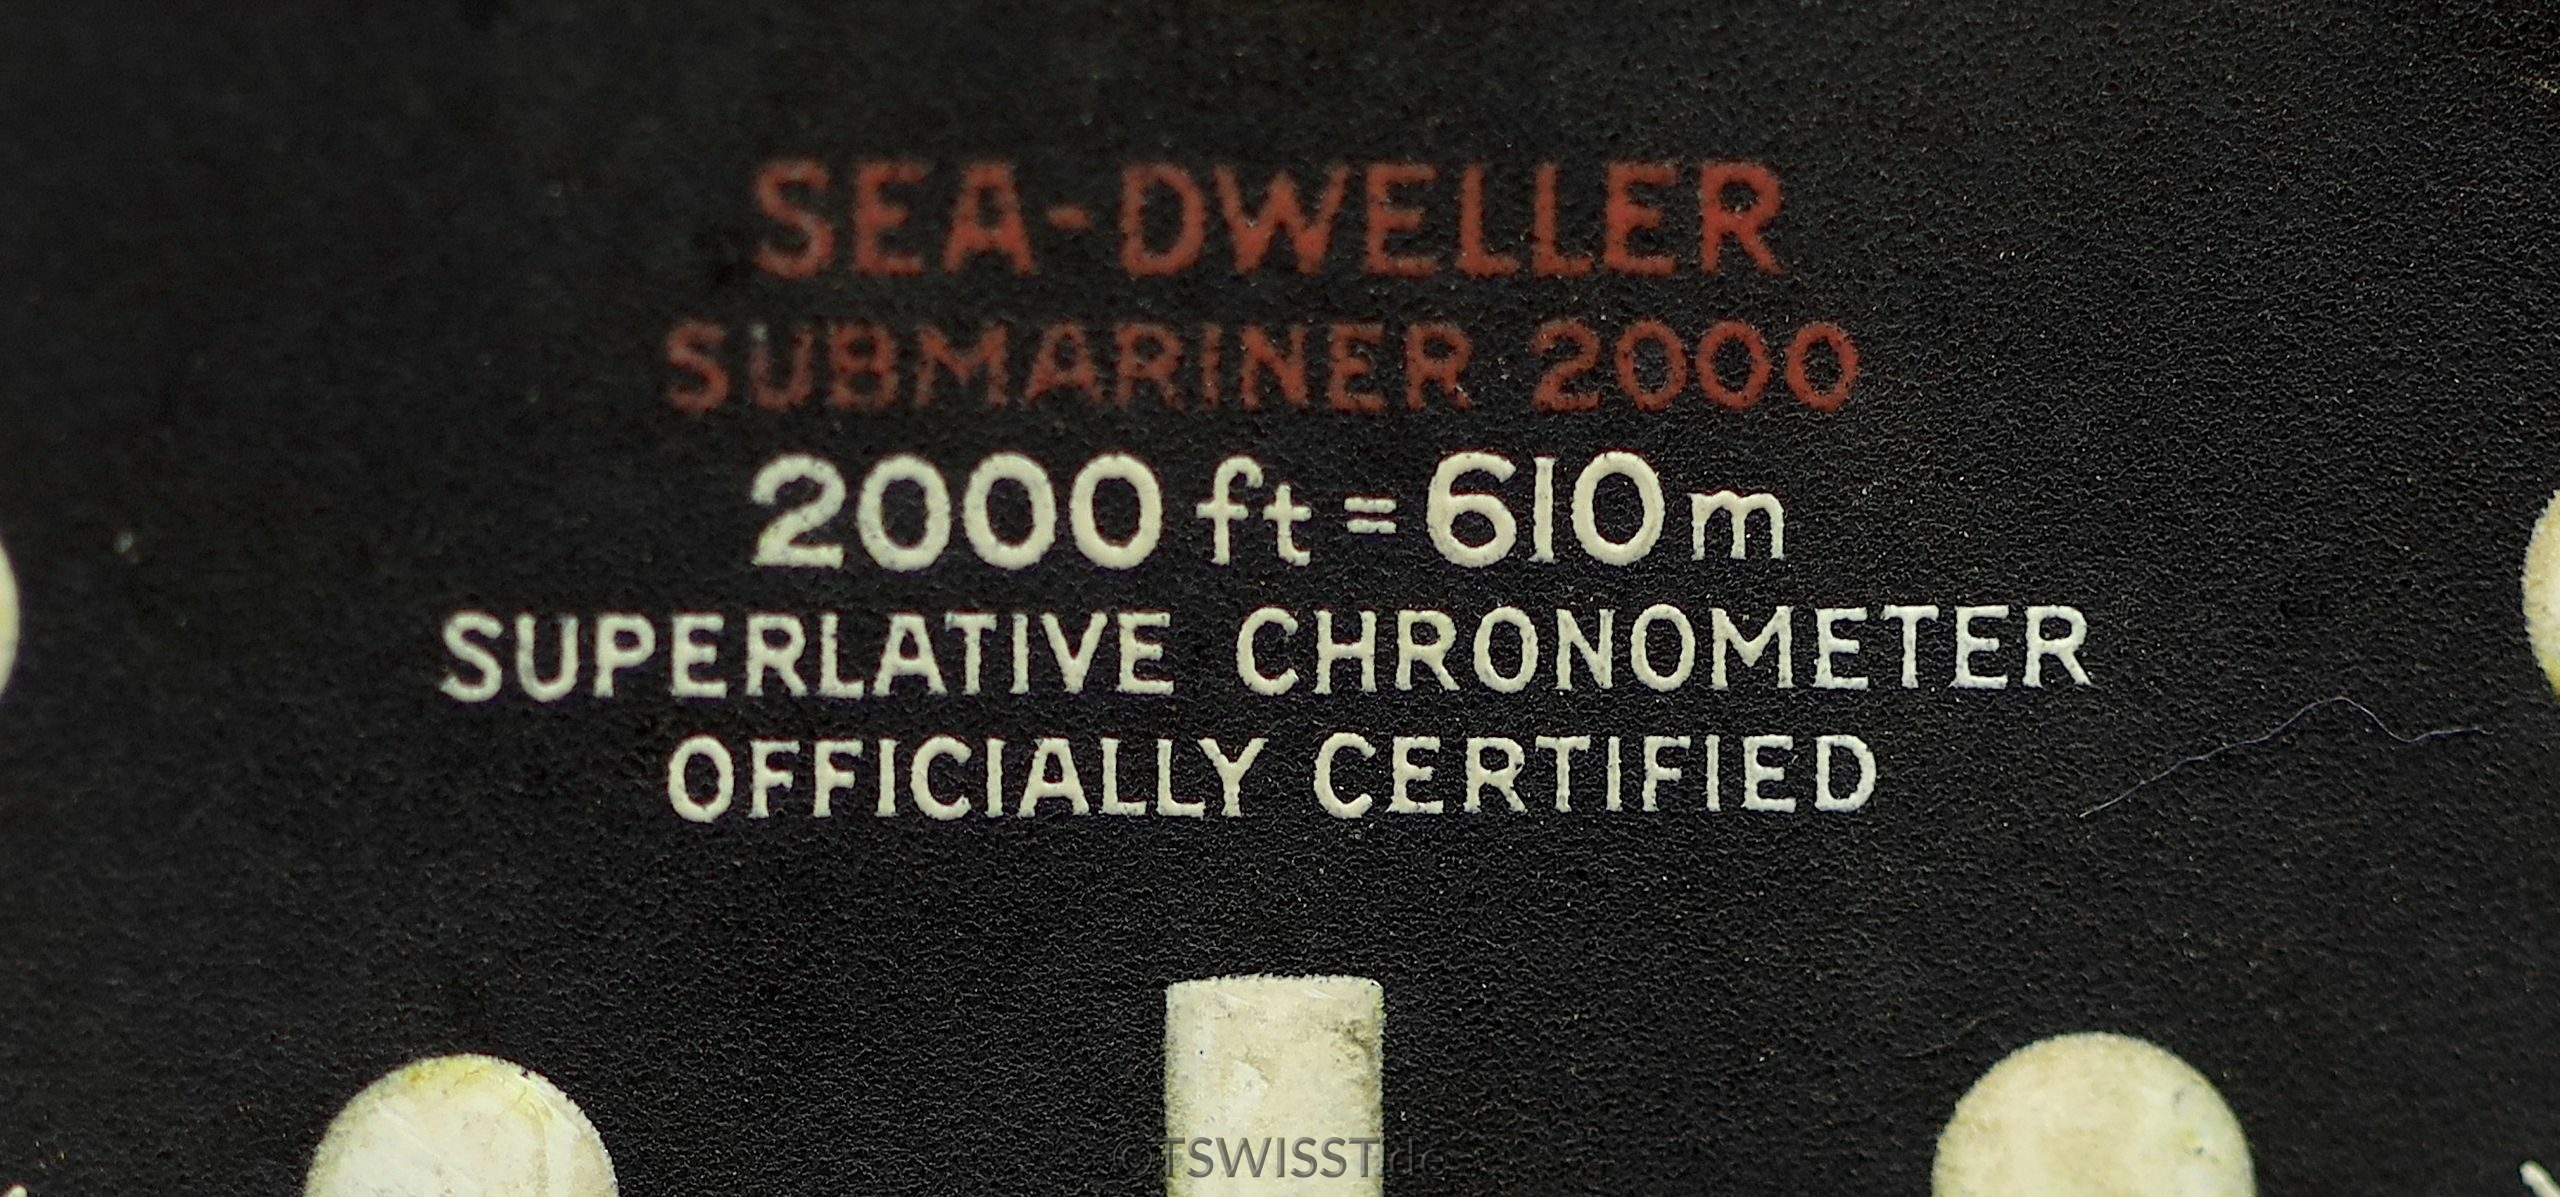 SEA-DWELLER
SUBMARINER 2000
2000 ft = 610 m
SUPERLATIVE CHRONOMETER
OFFICIALLY CERTIFIED
©TSWISST.de